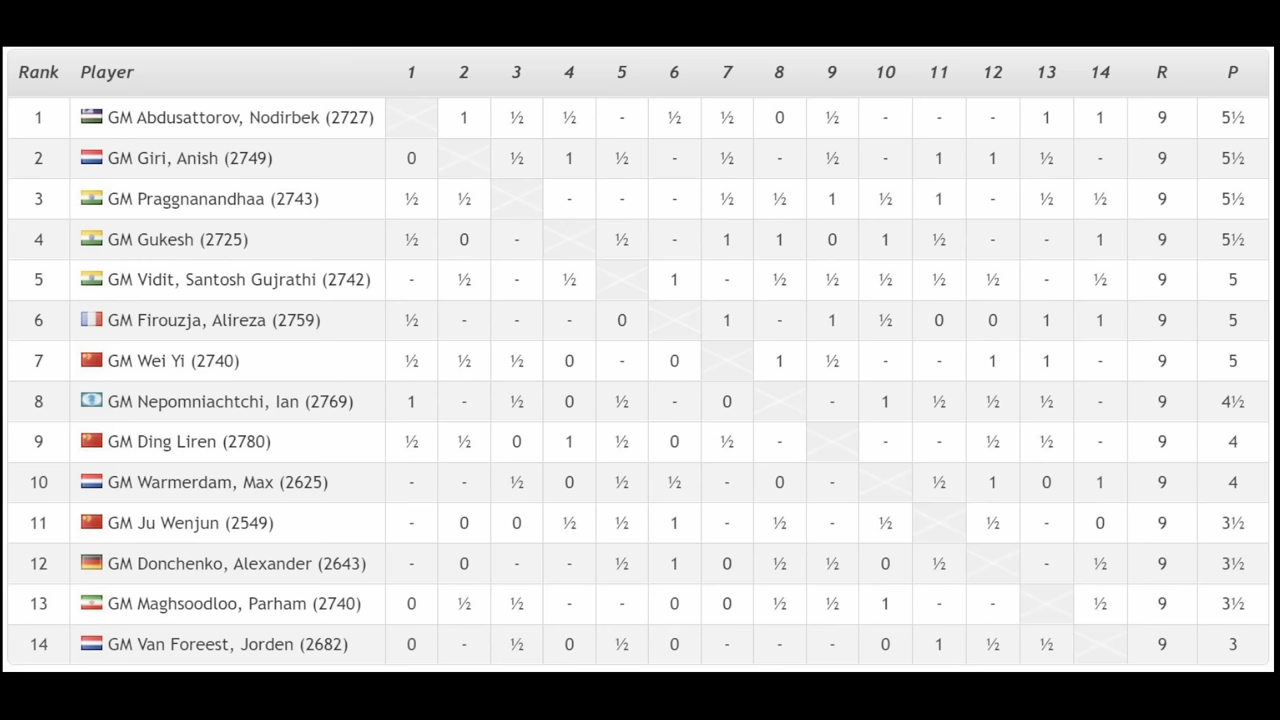 Rank Player 1 2 3 4 5 6 7 8 9 10 11 12 13 14 R P
1 GM Abdusattorov, Nodirbek (2727) 1 ½ ½ - ½ ½ 0 ½ - - - 1 1 9 5½
2 GM Giri, Anish (2749) 0 ½ 1 ½ - ½ - ½ - 1 1 ½ - 9 5½
3 GM Praggnanandhaa (2743) ½ ½ - - - ½ ½ 1 ½ 1 - ½ ½ 9 5½
4 GM Gukesh (2725) ½ 0 - ½ - 1 1 0 1 ½ - - 1 9 5½
5 GM Vidit, Santosh Gujrathi (2742) - ½ - ½ 1 - ½ ½ ½ ½ ½ - ½ 9 5
6 GM Firouzja, Alireza (2759) ½ - - - 0 1 - 1 ½ 0 0 1 1 9 5
7 GM Wei Yi (2740) ½ ½ ½ 0 - 0 1 ½ - - 1 1 - 9 5
8 GM Nepomniachtchi, Ian (2769) 1 - ½ 0 ½ - 0 - 1 ½ ½ ½ - 9 4½
9 GM Ding Liren (2780) ½ ½ 0 1 ½ 0 ½ - - - ½ ½ - 9 4
10 GM Warmerdam, Max (2625) - - ½ 0 ½ ½ - 0 - ½ 1 0 1 9 4
11 GM Ju Wenjun (2549) - 0 0 ½ ½ 1 - ½ - ½ ½ - 0 9 3½
12 GM Donchenko, Alexander (2643) - 0 - - ½ 1 0 ½ ½ 0 ½ - ½ 9 3½
13 GM Maghsoodloo, Parham (2740) 0 ½ ½ - - 0 0 ½ ½ 1 - - ½ 9 3½
14 GM Van Foreest, Jorden (2682) 0 - ½ 0 ½ 0 - - - 0 1 ½ ½ 9 3